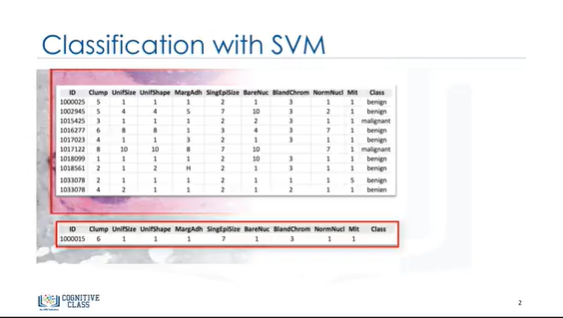 Classification with SVM
ID Clump UnifSize UnifShape MargAdh SingEpiSize BareNuc BlandChrom NormNucl Mit Class
1000025 5 1 1 1 2 1 3 1 1 benign
1002945 5 4 4 5 7 10 3 2 1 benign
1015425 3 1 1 1 2 2 3 1 1 malignant
1016277 6 8 8 1 3 4 3 7 1 benign
1017023 4 1 1 3 2 1 3 1 1 benign
1017122 8 10 10 8 7 10 7 1 malignant
1018099 1 1 1 1 2 10 3 1 1 benign
1018561 2 1 2 H 2 1 3 1 1 benign
1033078 2 1 1 1 2 1 1 1 5 benign
1033078 4 2 1 1 2 1 2 1 1 benign
ID Clump UnifSize UnifShape MargAdh SingEpiSize BareNuc BlandChrom NormNucl Mit Class
1000015 6 1 1 1 7 1 3 1 1
COGNITIVE
CLASS
2